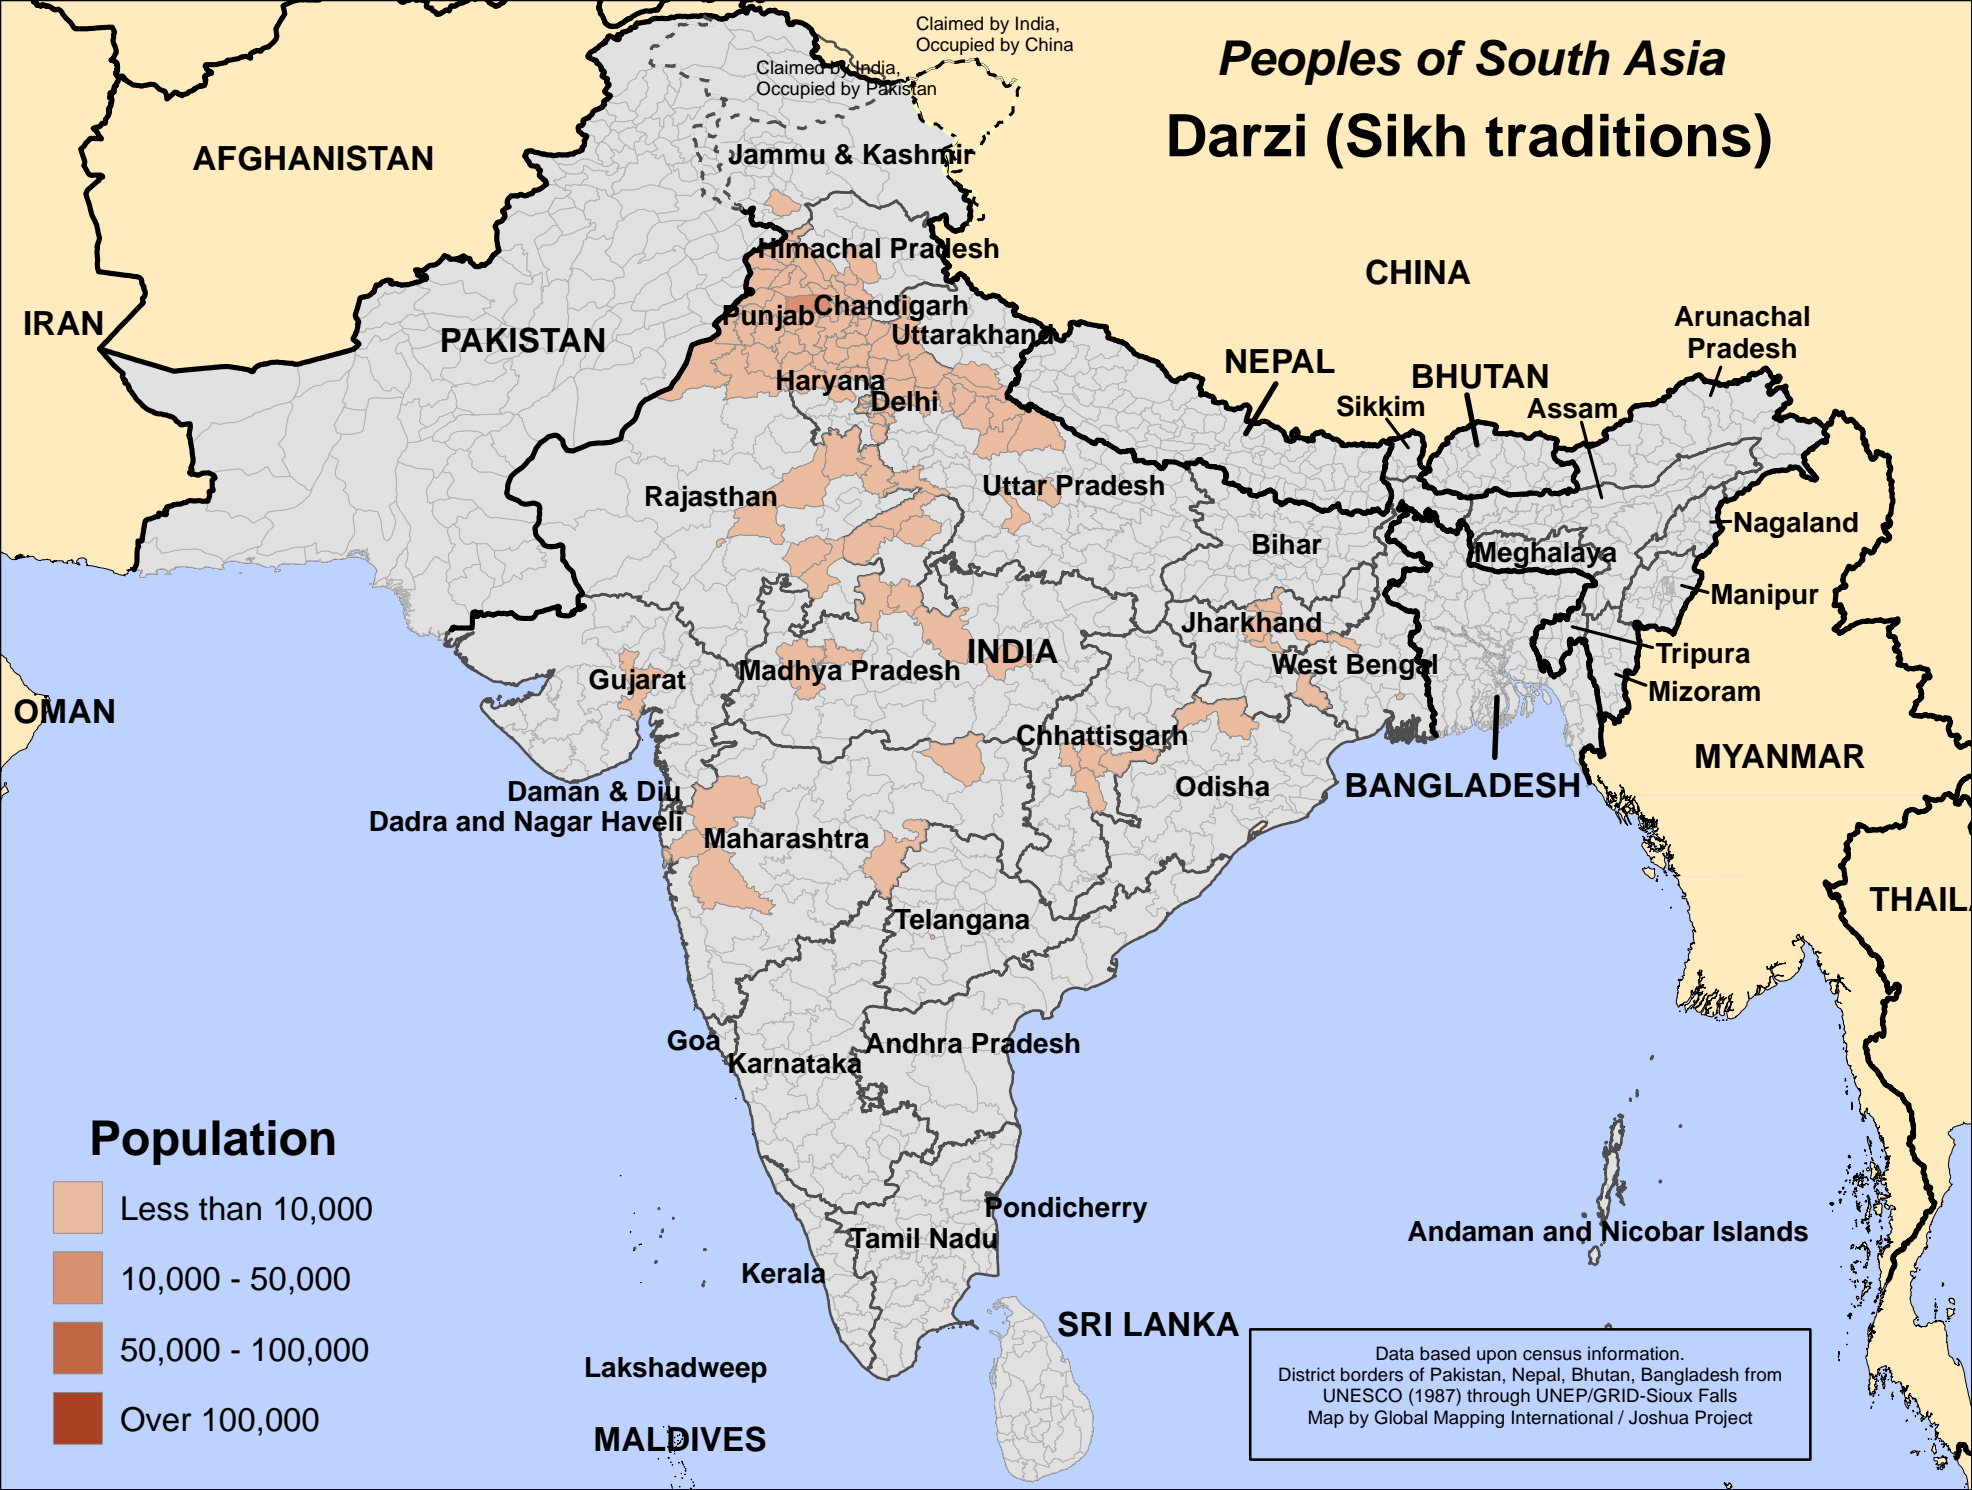 Claimed by India,
Occupied by China
Peoples of South Asia
Darzi (Sikh traditions)
Claimed by India,
Occupied by Pakistan
AFGHANISTAN
Jammu & Kashmir
Himachal Pradesh
CHINA
IRAN
PAKISTAN
Punjab
Chandigarh
Uttarakhand
Arunachal
Pradesh
NEPAL
BHUTAN
Haryana
Delhi
Sikkim
Assam
Rajasthan
Uttar Pradesh
Nagaland
Bihar
Meghalaya
Manipur
Jharkhand
INDIA
Tripura
Gujarat
Madhya Pradesh
West Bengal
Mizoram
OMAN
Chhattisgarh
MYANMAR
Odisha
BANGLADESH
Daman & Diu
Dadra and Nagar Haveli
Maharashtra
THAILA
Telangana
Goa
Andhra Pradesh
Karnataka
Population
Less than 10,000
10,000 - 50,000
50,000 - 100,000
Over 100,000
Pondicherry
Tamil Nadu
Andaman and Nicobar Islands
Kerala
SRI LANKA
Lakshadweep
MALDIVES
Data based upon census information.
District borders of Pakistan, Nepal, Bhutan, Bangladesh from
UNESCO (1987) through UNEP/GRID-Sioux Falls
Map by Global Mapping International / Joshua Project